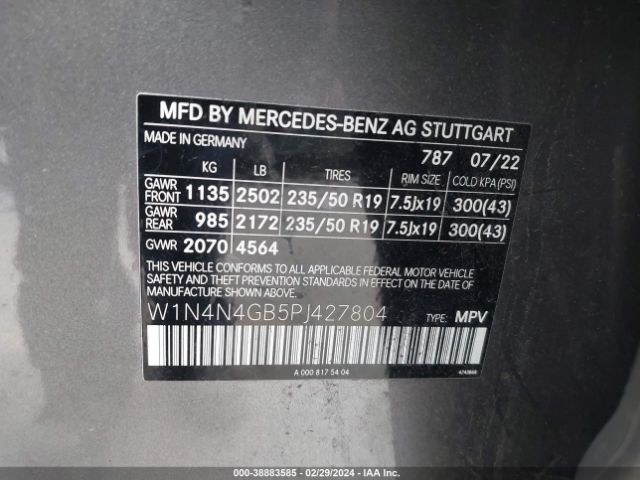 MFD BY MERCEDES-BENZ AG STUTTGART
MADE IN GERMANY
787 07/22
KG LB TIRES RIM SIZE COLD KPA (PSI)
GAWR FRONT 1135 2502 235/50 R19 7.5Jx19 300(43)
GAWR REAR 985 2172 235/50 R19 7.5Jx19 300(43)
GVWR 2070 4564
THIS VEHICLE CONFORMS TO ALL APPLICABLE FEDERAL MOTOR VEHICLE
SAFETY AND THEFT PREVENTION STANDARDS IN EFFECT ON THE DATE
OF MANUFACTURE SHOWN ABOVE.
W1N4N4GB5PJ427804 TYPE: MPV
A 000 817 54 04
000-38883585 - 02/29/2024 - IAA Inc.